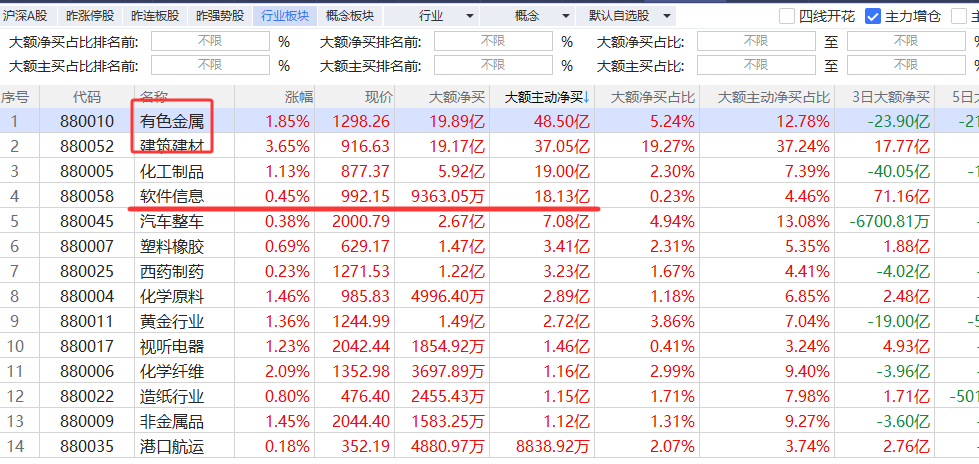 沪深A股 昨涨停股 昨连板股 昨强势股 行业板块 概念板块 行业 概念 默认自选股 四线开花 主力增仓
大额净买占比排名前: 不限 % 大额净买排名前: 不限 % 大额净买占比: 不限 至 不限 %
大额主买占比排名前: 不限 % 大额主买排名前: 不限 % 大额主买占比: 不限 至 不限 %
序号 代码 名称 涨幅 现价 大额净买 大额主动净买↓ 大额净买占比 大额主动净买占比 3日大额净买 5日
1 880010 有色金属 1.85% 1298.26 19.89亿 48.50亿 5.24% 12.78% -23.90亿 -21
2 880052 建筑建材 3.65% 916.63 19.17亿 37.05亿 19.27% 37.24% 17.77亿
3 880005 化工制品 1.13% 877.37 5.92亿 19.00亿 2.30% 7.39% -40.05亿
4 880058 软件信息 0.45% 992.15 9363.05万 18.13亿 0.23% 4.46% 71.16亿
5 880045 汽车整车 0.38% 2000.79 2.67亿 7.08亿 4.94% 13.08% -6700.81万
6 880007 塑料橡胶 0.69% 629.17 1.47亿 3.41亿 2.31% 5.35% 1.88亿
7 880025 西药制药 0.23% 1271.53 1.22亿 3.23亿 1.67% 4.41% -4.02亿
8 880004 化学原料 1.46% 985.83 4996.40万 2.89亿 1.18% 6.85% 2.48亿
9 880011 黄金行业 1.36% 1244.99 1.49亿 2.72亿 3.86% 7.04% -19.00亿
10 880017 视听电器 1.23% 2042.44 1854.92万 1.46亿 0.41% 3.24% 4.93亿
11 880006 化学纤维 2.09% 1352.98 3697.89万 1.16亿 2.99% 9.40% -3.96亿
12 880022 造纸行业 0.80% 476.40 2455.43万 1.15亿 1.71% 7.98% 1.71亿 -501
13 880009 非金属品 1.45% 2044.40 1583.25万 1.12亿 1.31% 9.27% -3.60亿
14 880035 港口航运 0.18% 352.19 4880.97万 8838.92万 2.07% 3.74% 2.76亿